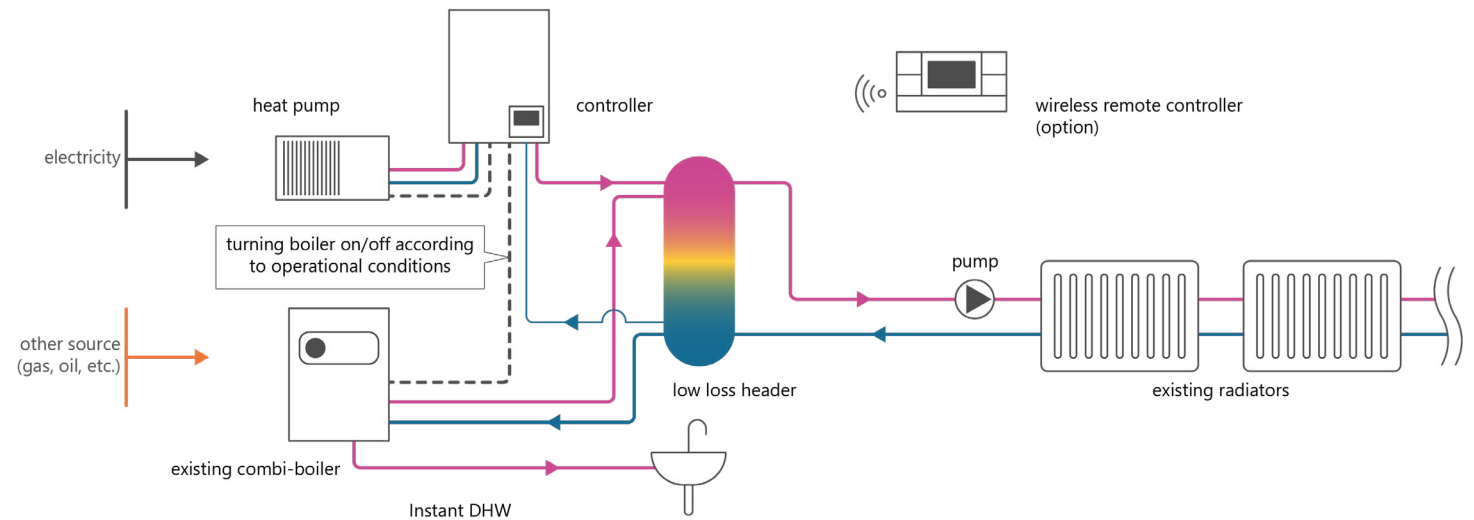 heat pump
controller
wireless remote controller
(option)
electricity
turning boiler on/off according
to operational conditions
pump
other source
(gas, oil, etc.)
low loss header
existing radiators
existing combi-boiler
Instant DHW